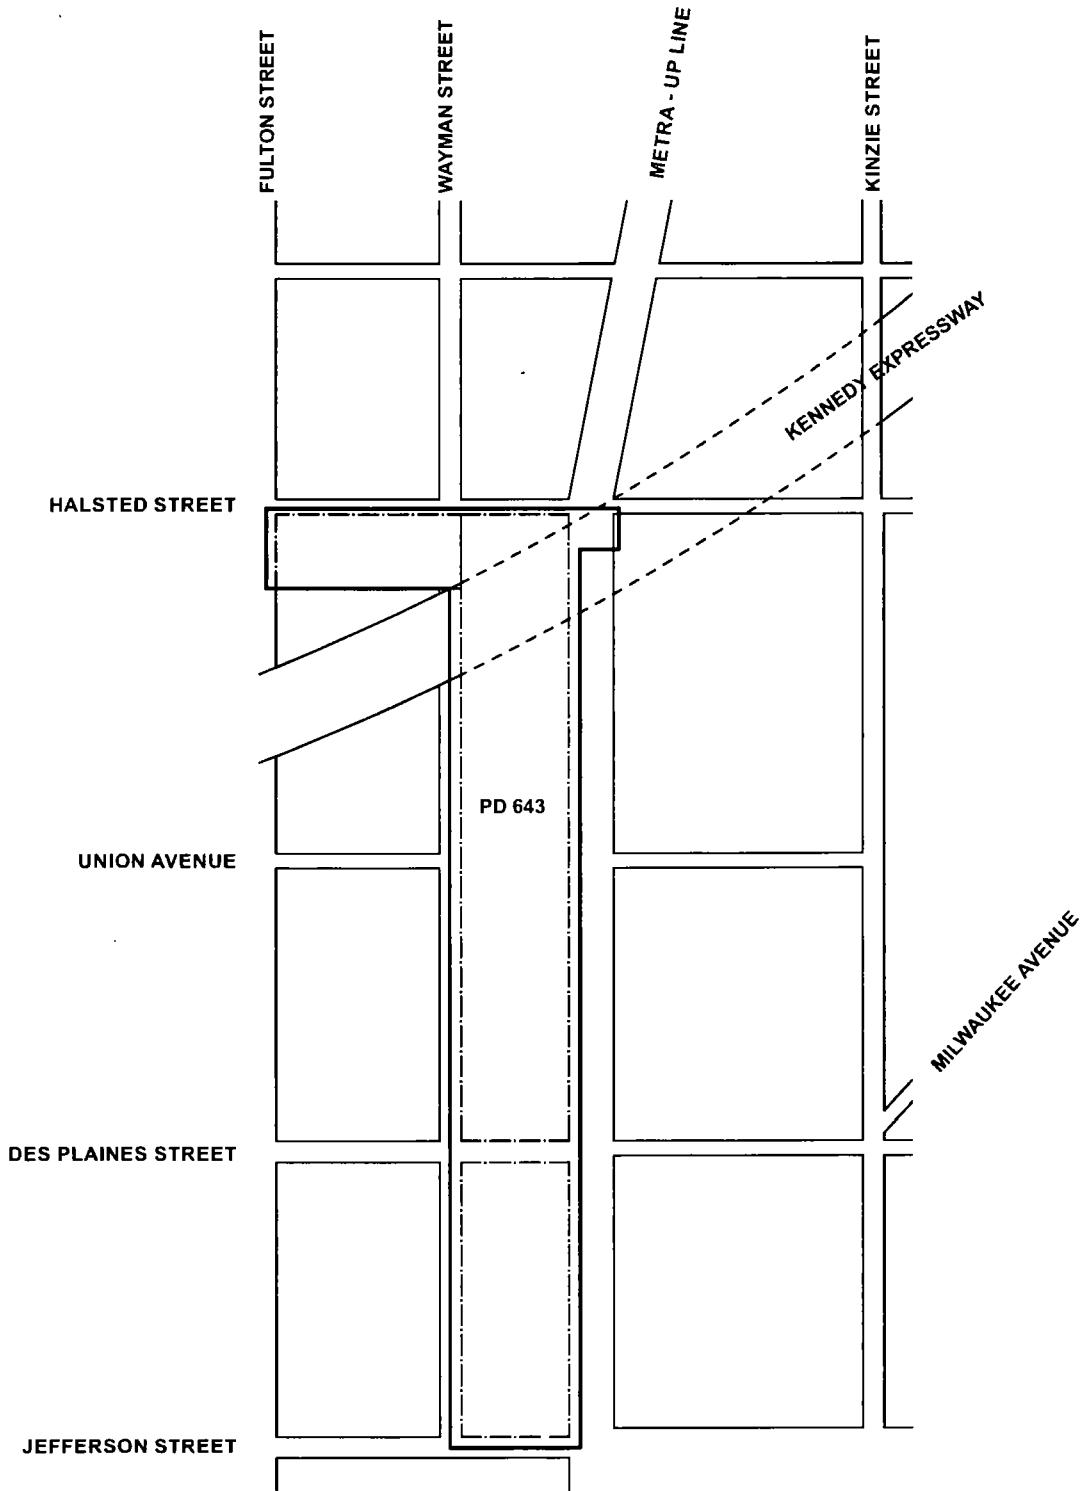 FULTON STREET
WAYMAN STREET
METRA - UP LINE
KINZIE STREET
KENNEDY EXPRESSWAY
HALSTED STREET
PD 643
UNION AVENUE
MILWAUKEE AVENUE
DES PLAINES STREET
JEFFERSON STREET